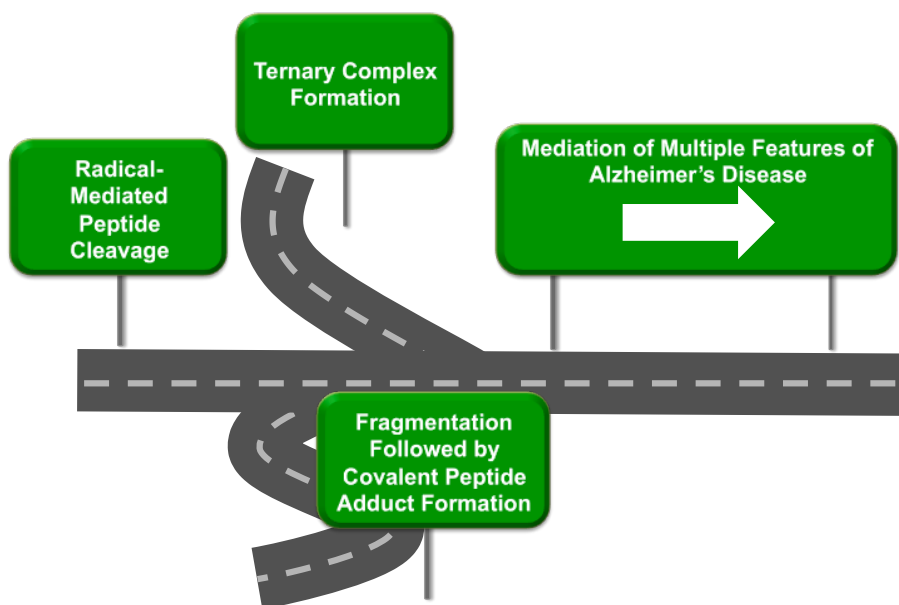 Ternary Complex
Formation
Radical-
Mediated
Peptide
Cleavage
Mediation of Multiple Features of
Alzheimer’s Disease
Fragmentation
Followed by
Covalent Peptide
Adduct Formation